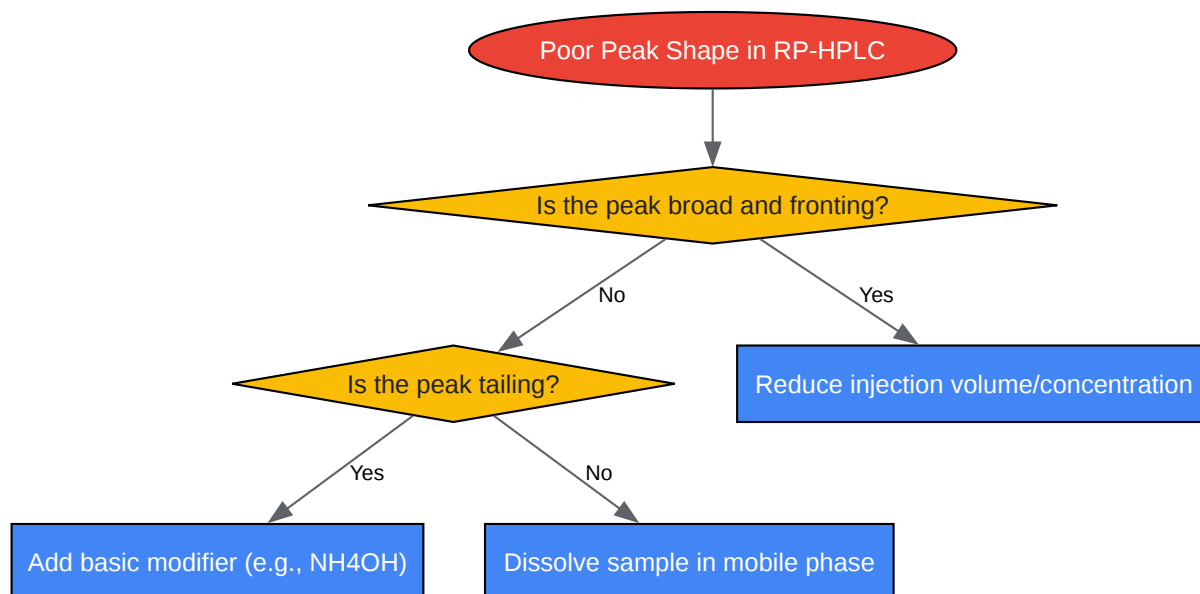 Poor Peak Shape in RP-HPLC
Is the peak broad and fronting?
No
Yes
Is the peak tailing?
Reduce injection volume/concentration
Yes
No
Add basic modifier (e.g., NH4OH)
Dissolve sample in mobile phase